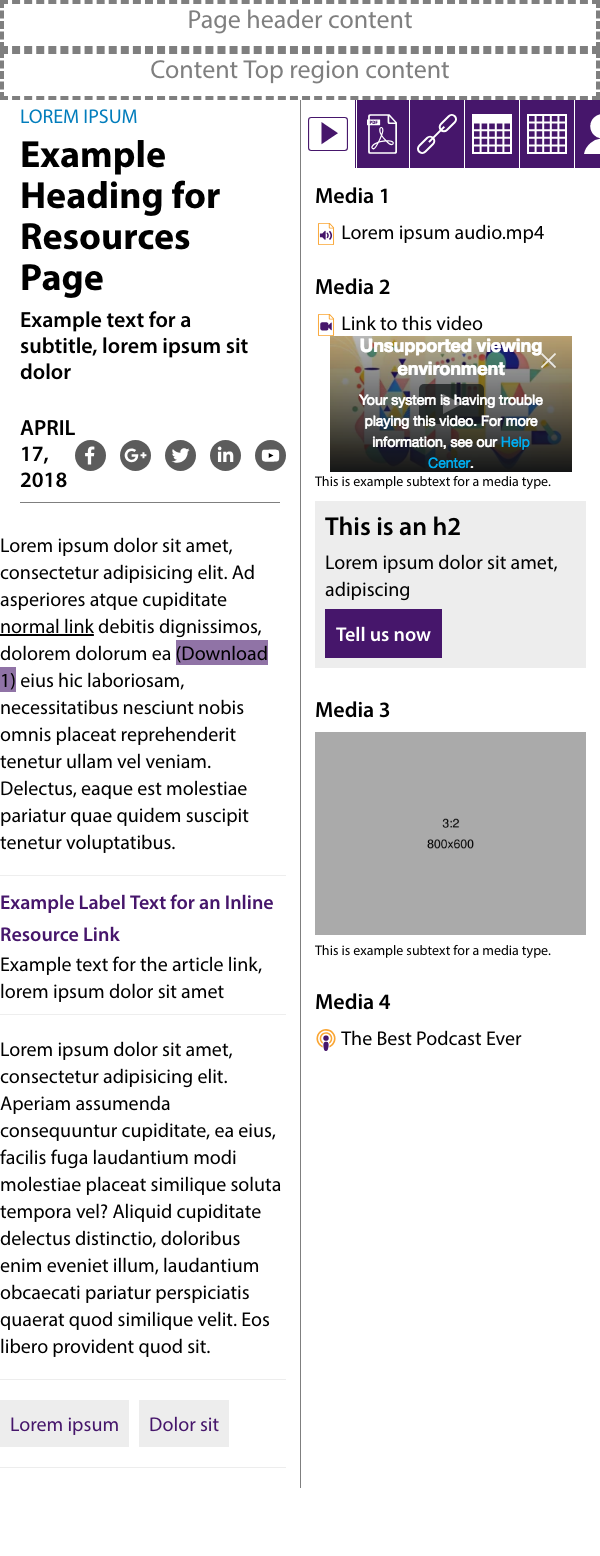 Page header content
Content Top region content
LOREM IPSUM
Example
Heading for
Resources
Page
Example text for a
subtitle, lorem ipsum sit
dolor
APRIL
17,
2018
Lorem ipsum dolor sit amet,
consectetur adipisicing elit. Ad
asperiores atque cupiditate
normal link debitis dignissimos,
dolorem dolorum ea (Download
1) eius hic laboriosam,
necessitatibus nesciunt nobis
omnis placeat reprehenderit
tenetur ullam vel veniam.
Delectus, eaque est molestiae
pariatur quae quidem suscipit
tenetur voluptatibus.
Example Label Text for an Inline
Resource Link
Example text for the article link,
lorem ipsum dolor sit amet
Lorem ipsum dolor sit amet,
consectetur adipisicing elit.
Aperiam assumenda
consequuntur cupiditate, ea eius,
facilis fuga laudantium modi
molestiae placeat similique soluta
tempora vel? Aliquid cupiditate
delectus distinctio, doloribus
enim eveniet illum, laudantium
obcaecati pariatur perspiciatis
quaerat quod similique velit. Eos
libero provident quod sit.
Lorem ipsum
Dolor sit
PDF
Media 1
Lorem ipsum audio.mp4
Media 2
Link to this video
Unsupported viewing
environment
Your system is having trouble
playing this video. For more
information, see our Help
Center.
This is example subtext for a media type.
This is an h2
Lorem ipsum dolor sit amet,
adipiscing
Tell us now
Media 3
3:2
800x600
This is example subtext for a media type.
Media 4
The Best Podcast Ever